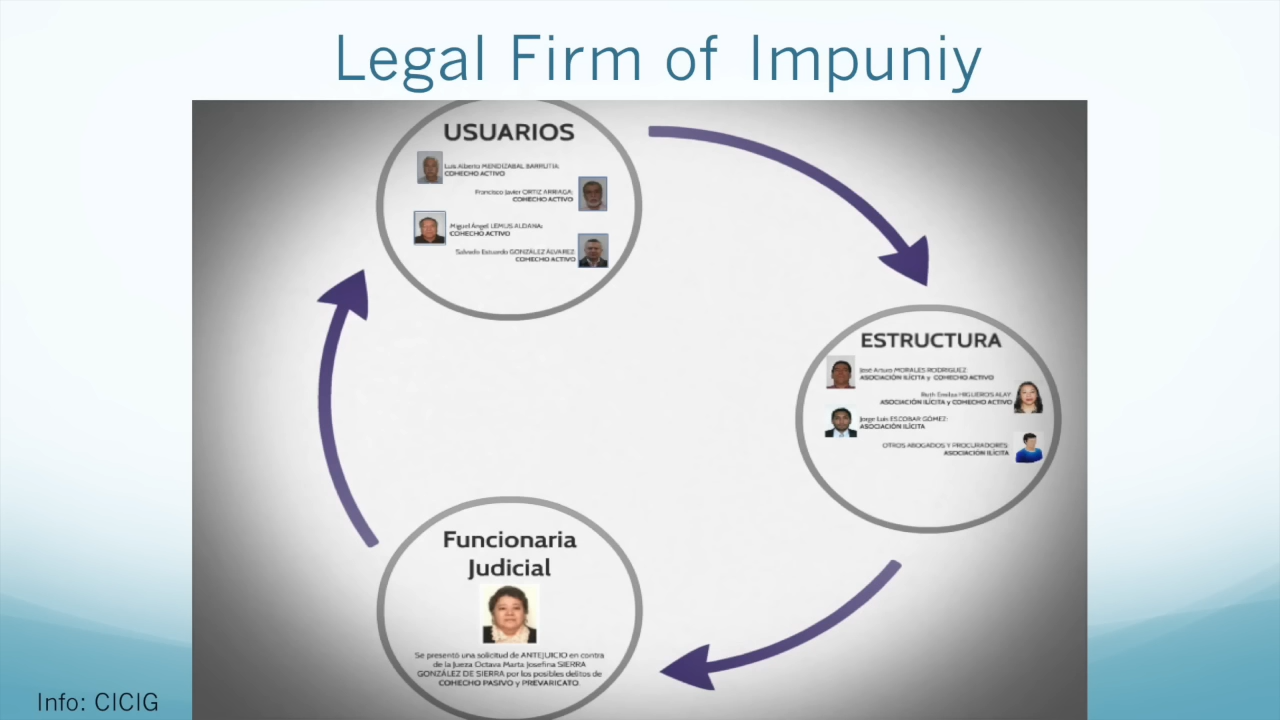 Legal Firm of Impuniy
USUARIOS
Luis Alberto MENDIZABAL BARRUTIA:
COHECHO ACTIVO
Francisco Javier ORTIZ ARRIAGA:
COHECHO ACTIVO
Miguel Ángel LEMUS ALDANA:
COHECHO ACTIVO
Salvador Estuardo GONZÁLEZ ÁLVAREZ:
COHECHO ACTIVO
ESTRUCTURA
José Arturo MORALES RODRÍGUEZ:
ASOCIACIÓN ILÍCITA y COHECHO ACTIVO
Ruth Emilza HIGUEROS ALAY:
ASOCIACIÓN ILÍCITA y COHECHO ACTIVO
Jorge Luis ESCOBAR GÓMEZ:
ASOCIACIÓN ILÍCITA
OTROS ABOGADOS Y PROCURADORES:
ASOCIACIÓN ILÍCITA
Funcionaria
Judicial
Se presentó una solicitud de ANTEJUICIO en contra
de la Jueza Octava Marta Josefina SIERRA
GONZÁLEZ DE SIERRA por los posibles delitos de
COHECHO PASIVO y PREVARICATO.
Info: CICIG